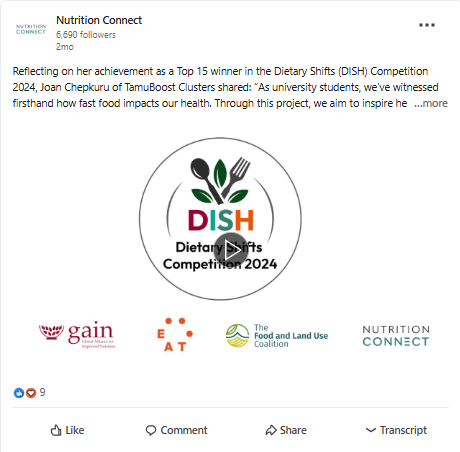 NUTRITION
CONNECT
Nutrition Connect
6,690 followers
2mo
Reflecting on her achievement as a Top 15 winner in the Dietary Shifts (DISH) Competition
2024, Joan Chepkuru of TamuBoost Clusters shared: “As university students, we've witnessed
firsthand how fast food impacts our health. Through this project, we aim to inspire he ...more
DISH
Dietary Shifts
Competition 2024
gain
Global Alliance for
Improved Nutrition
E
AT
The
Food and Land Use
Coalition
NUTRITION
CONNECT
9
Like
Comment
Share
Transcript